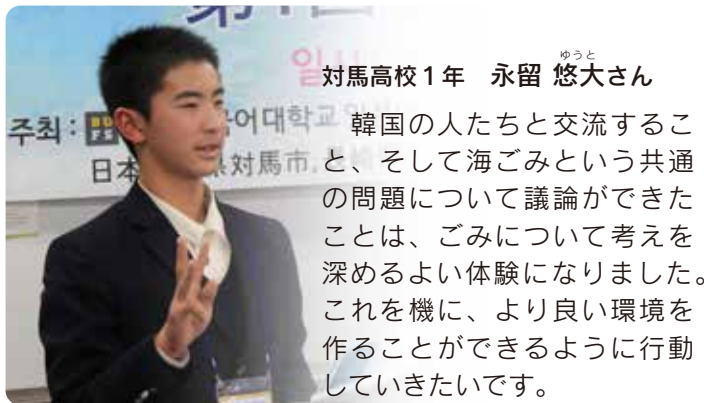 第1回
일시
주최:BUFS
어대학교
日本 対馬市,
ゆうと
対馬高校1年 永留 悠大さん
韓国の人たちと交流するこ
と、そして海ごみという共通
の問題について議論ができた
ことは、ごみについて考えを
深めるよい体験になりました。
これを機に、より良い環境を
作ることができるように行動
していきたいです。